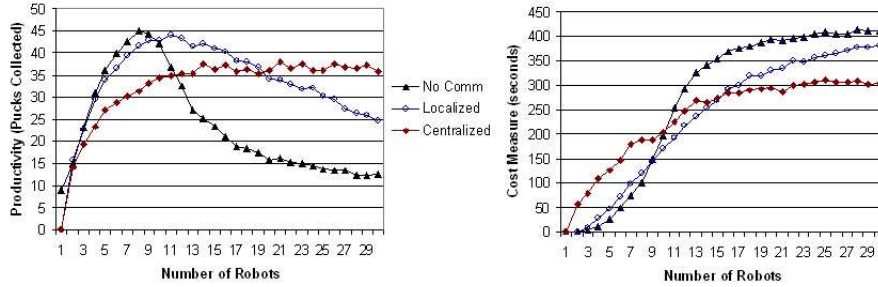 Productivity (Pucks Collected)
50
45
40
35
30
25
20
15
10
5
0
1 3 5 7 9 11 13 15 17 19 21 23 25 27 29
Number of Robots
No Comm
Localized
Centralized
Cost Measure (seconds)
450
400
350
300
250
200
150
100
50
0
1 3 5 7 9 11 13 15 17 19 21 23 25 27 29
Number of Robots